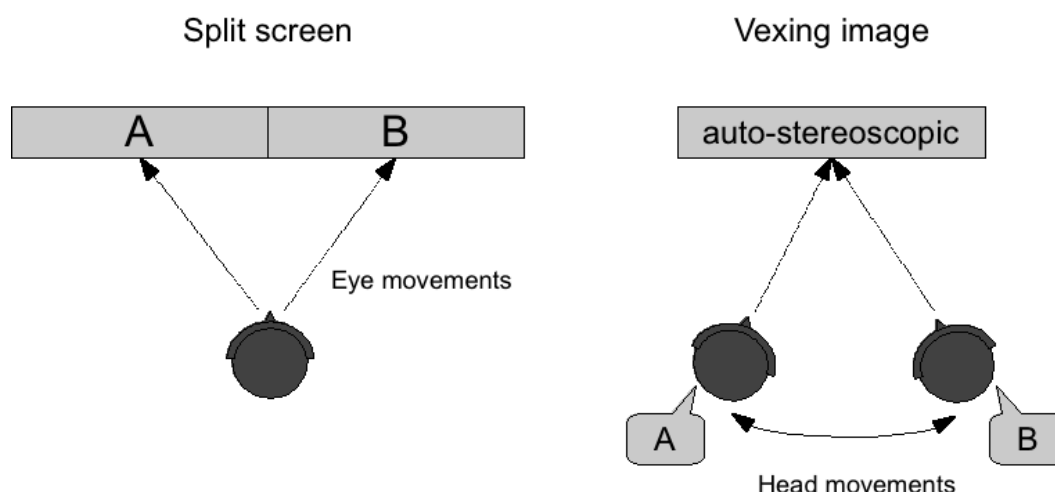 Split screen
A
B
Eye movements
Vexing image
auto-stereoscopic
A
B
Head movements